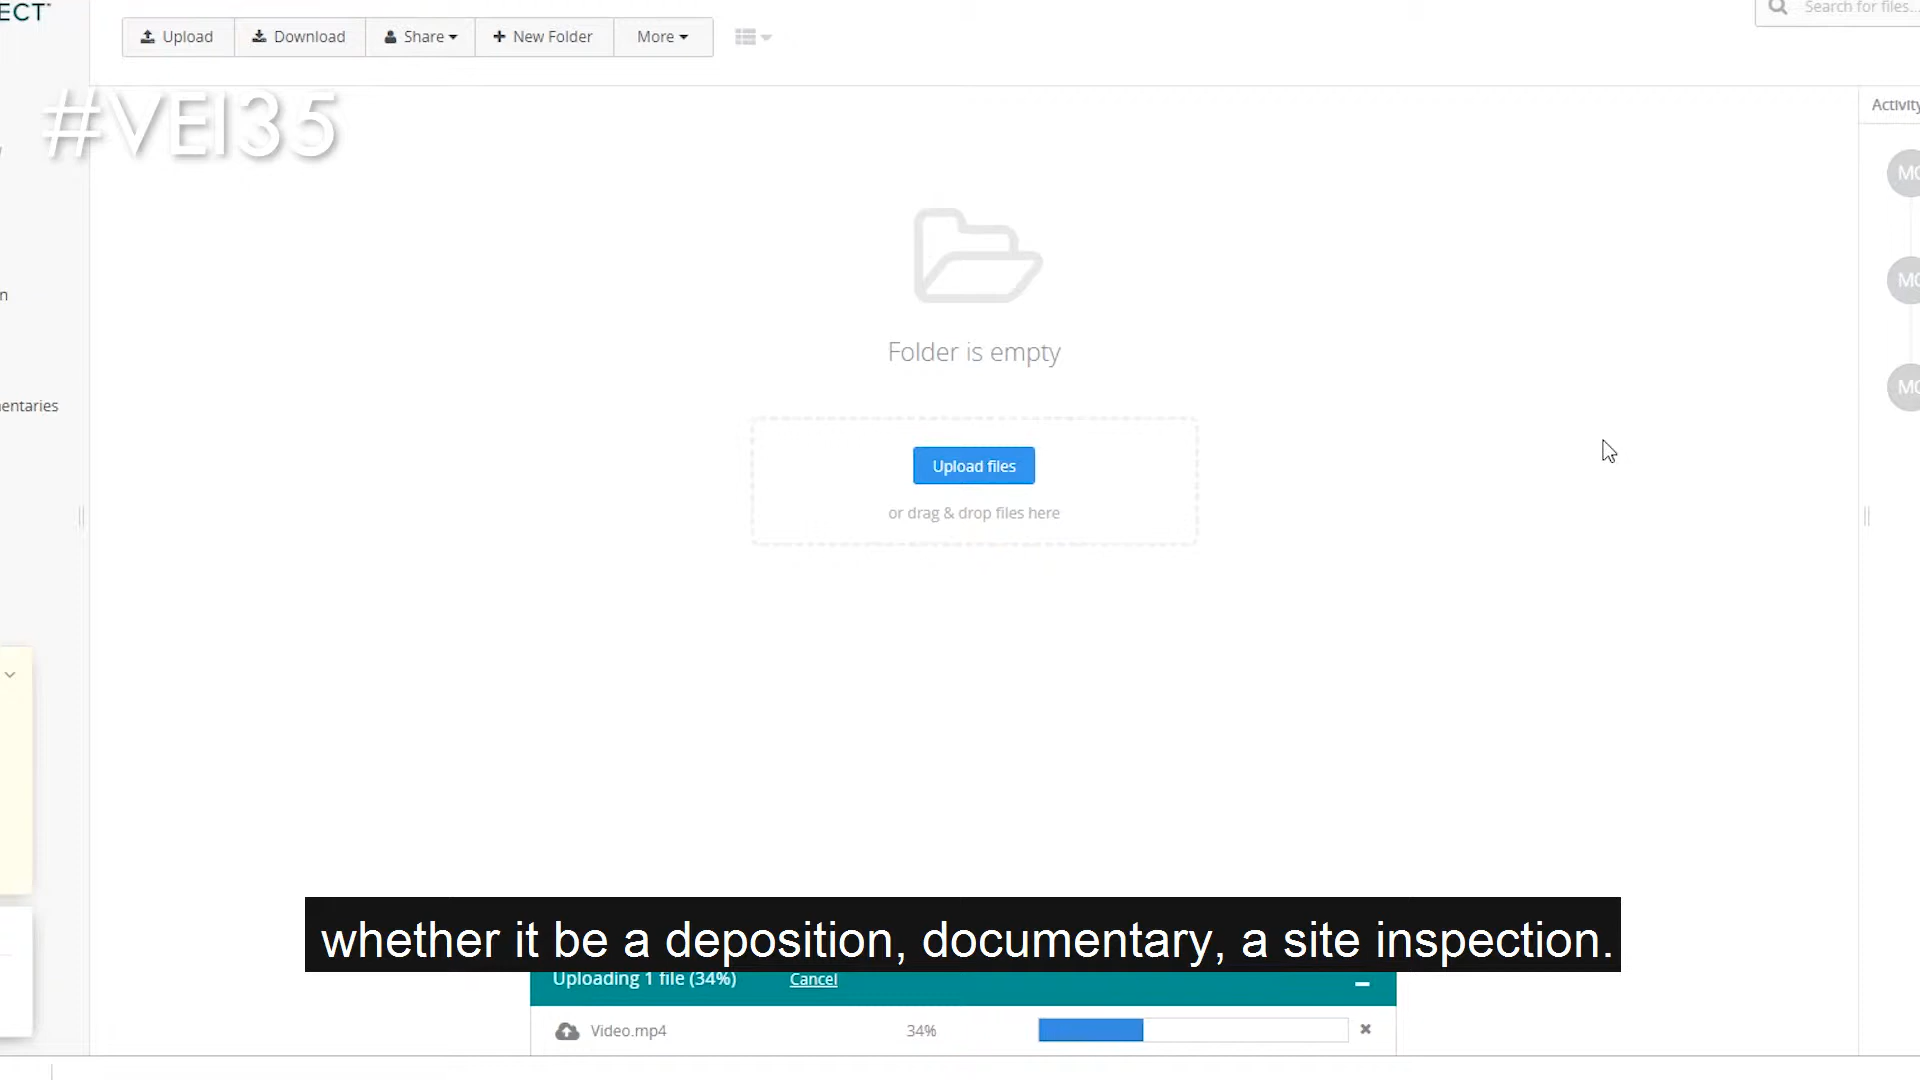 ECT
Upload
Download
Share
New Folder
More
Search for files...
#VEI35
Activity
MC
MC
MC
n
entaries
Folder is empty
Upload files
or drag & drop files here
whether it be a deposition, documentary, a site inspection.
Uploading 1 file (34%)
Cancel
Video.mp4
34%